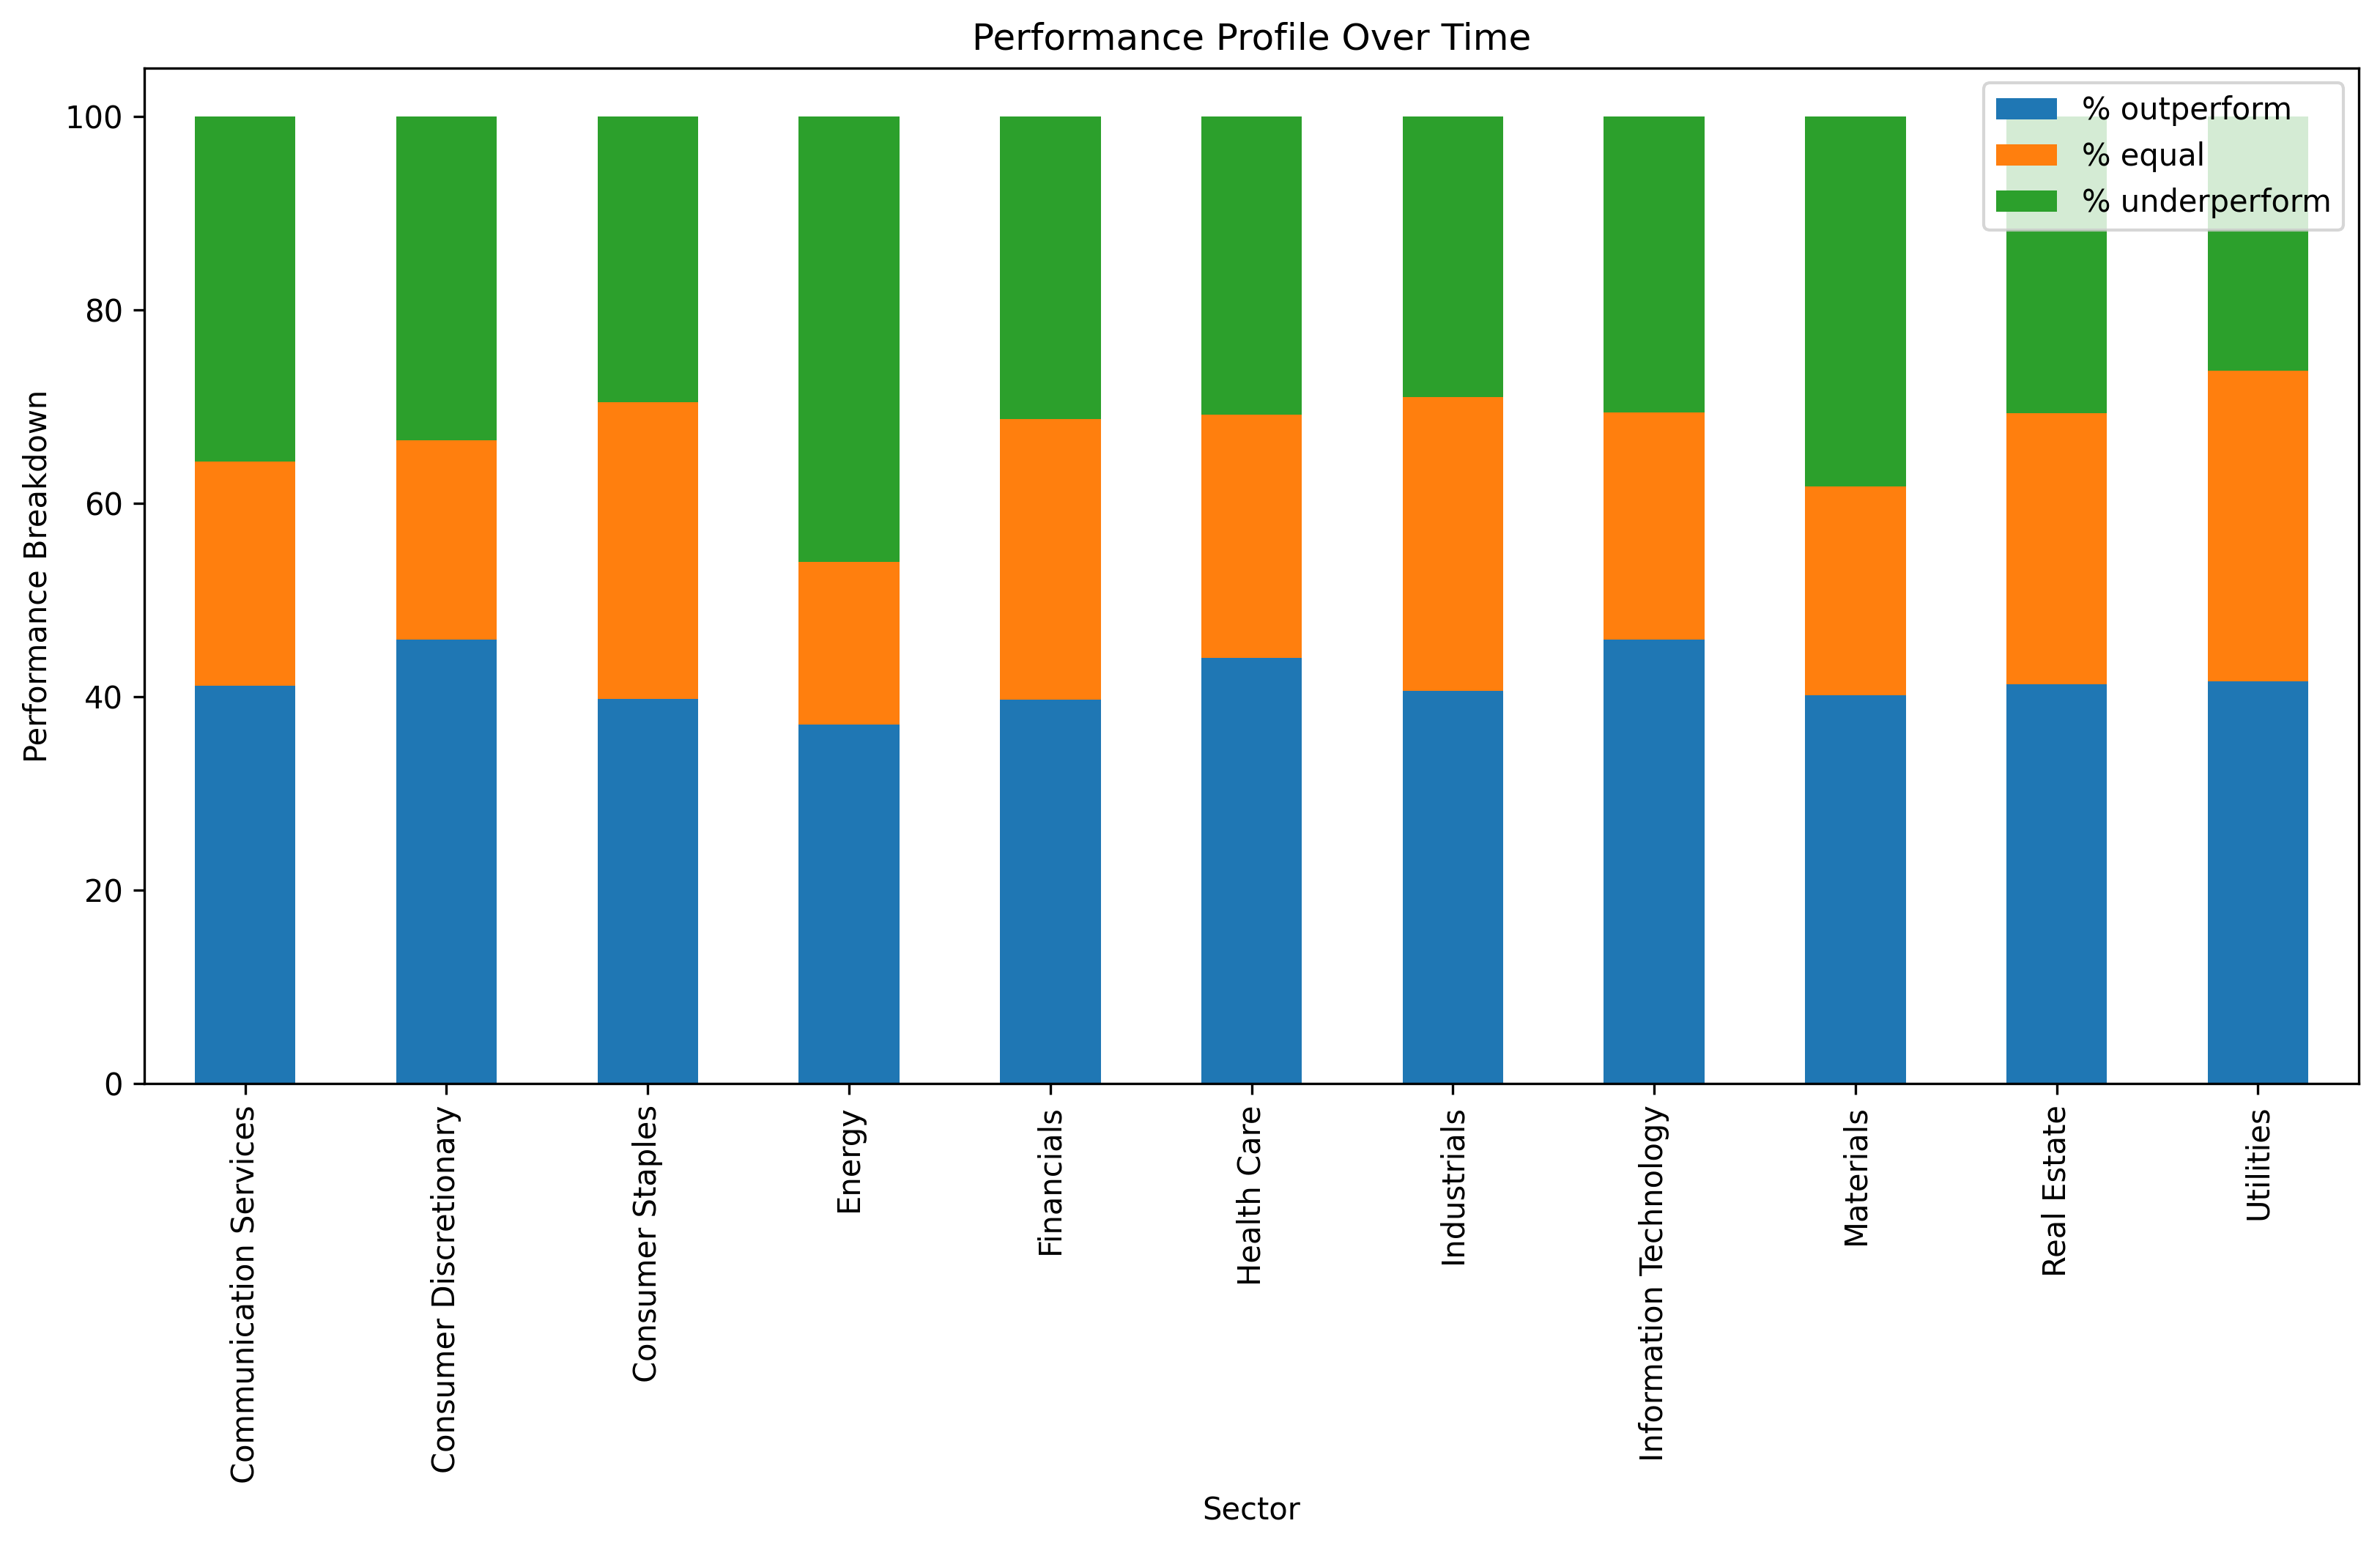 Performance Profile Over Time
% outperform
% equal
% underperform
Performance Breakdown
100
80
60
40
20
0
Communication Services
Consumer Discretionary
Consumer Staples
Energy
Financials
Health Care
Industrials
Information Technology
Materials
Real Estate
Utilities
Sector